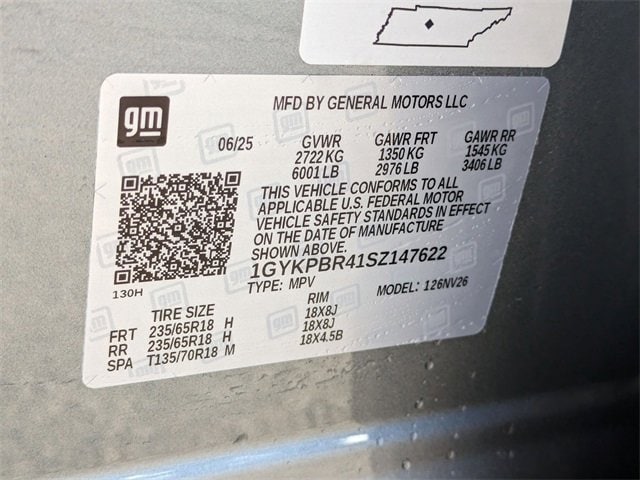 MFD BY GENERAL MOTORS LLC
gm
06/25 GVWR GAWR FRT GAWR RR
2722 KG 1350 KG 1545 KG
6001 LB 2976 LB 3406 LB
THIS VEHICLE CONFORMS TO ALL
APPLICABLE U.S. FEDERAL MOTOR
VEHICLE SAFETY STANDARDS IN EFFECT
ON THE DATE OF MANUFACTURE
SHOWN ABOVE.
1GYKPBR41SZ147622
130H
TYPE: MPV MODEL: 126NV26
TIRE SIZE RIM
FRT 235/65R18 H 18X8J
RR 235/65R18 H 18X8J
SPA T135/70R18 M 18X4.5B